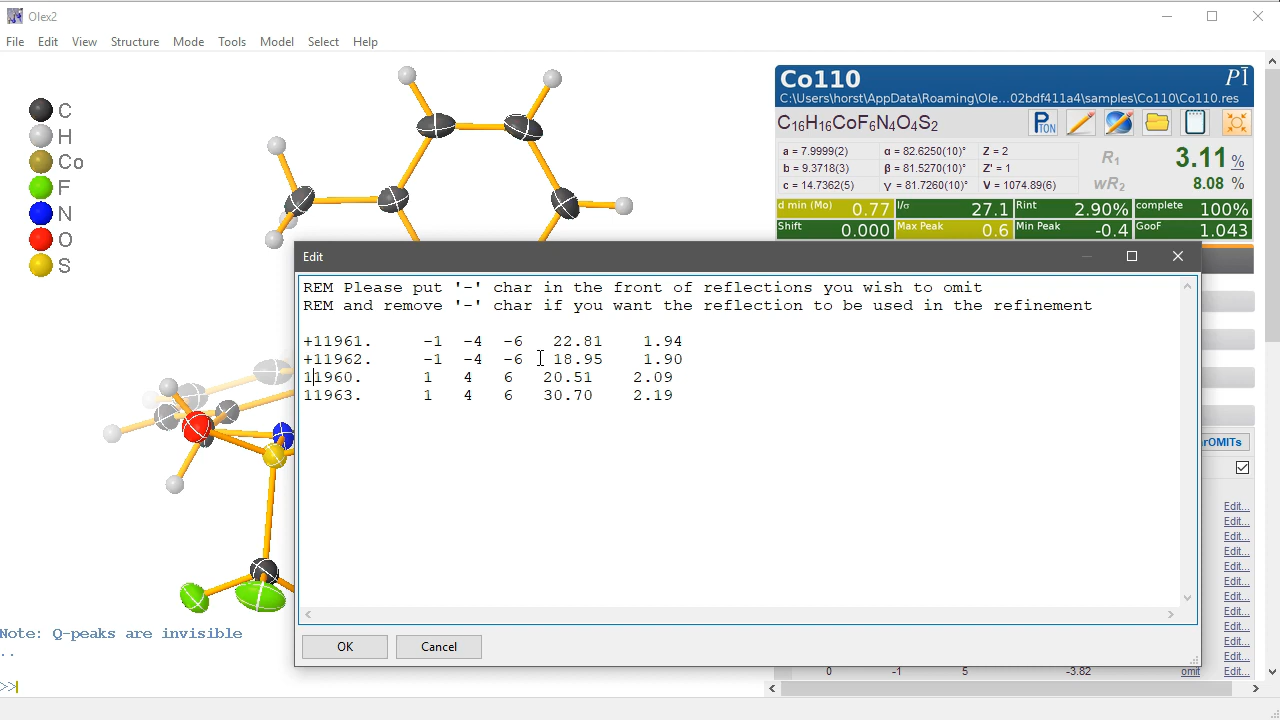 Olex2
File Edit View Structure Mode Tools Model Select Help
C
H
Co
F
N
O
S
Co110 P1̅
C:\Users\horst\AppData\Roaming\Ole...02bdf411a4\samples\Co110\Co110.res
C16H16CoF6N4O4S2
PTON
a = 7.9999(2) α = 82.6250(10)° Z = 2
b = 9.3718(3) β = 81.5270(10)° Z' = 1
c = 14.7362(5) γ = 81.7260(10)° V = 1074.89(6)
R1 3.11 %
wR2 8.08 %
d min (Mo) 0.77 I/σ 27.1 Rint 2.90% complete 100%
Shift 0.000 Max Peak 0.6 Min Peak -0.4 GooF 1.043
Edit
REM Please put '-' char in the front of reflections you wish to omit
REM and remove '-' char if you want the reflection to be used in the refinement
+11961. -1 -4 -6 22.81 1.94
+11962. -1 -4 -6 18.95 1.90
11960. 1 4 6 20.51 2.09
11963. 1 4 6 30.70 2.19
OK Cancel
Edit...
Edit...
Edit...
Edit...
Edit...
Edit...
Edit...
Edit...
Edit...
Edit...
Edit...
0 -1 5 -3.82 omit Edit...
Note: Q-peaks are invisible
..
>>